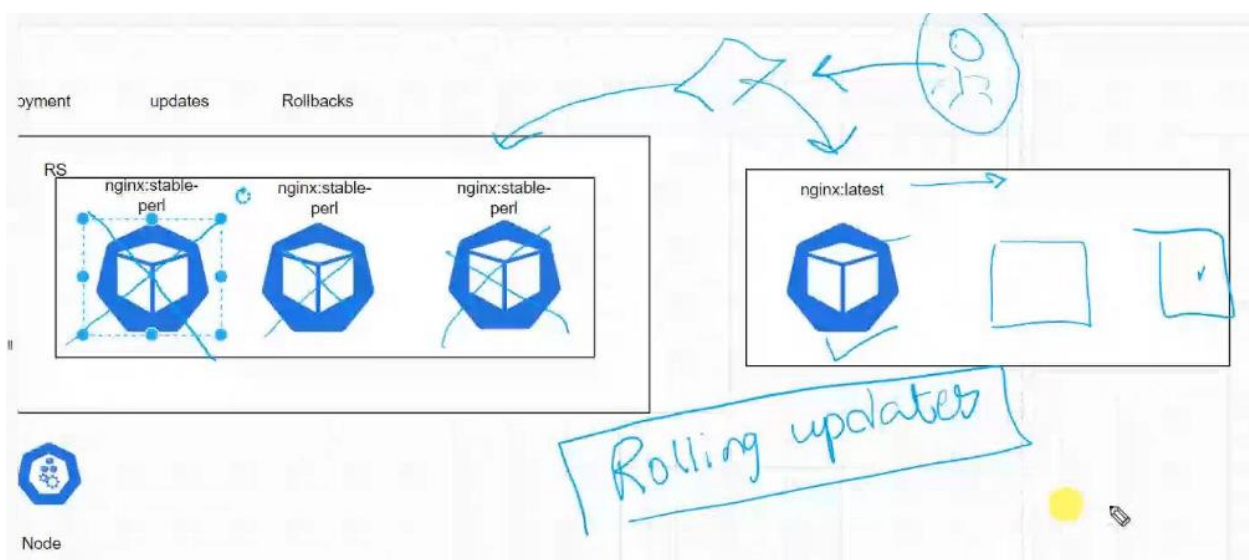 oyment updates Rollbacks
RS
nginx:stable-
perl
nginx:stable-
perl
nginx:stable-
perl
nginx:latest
Rolling updates
Node